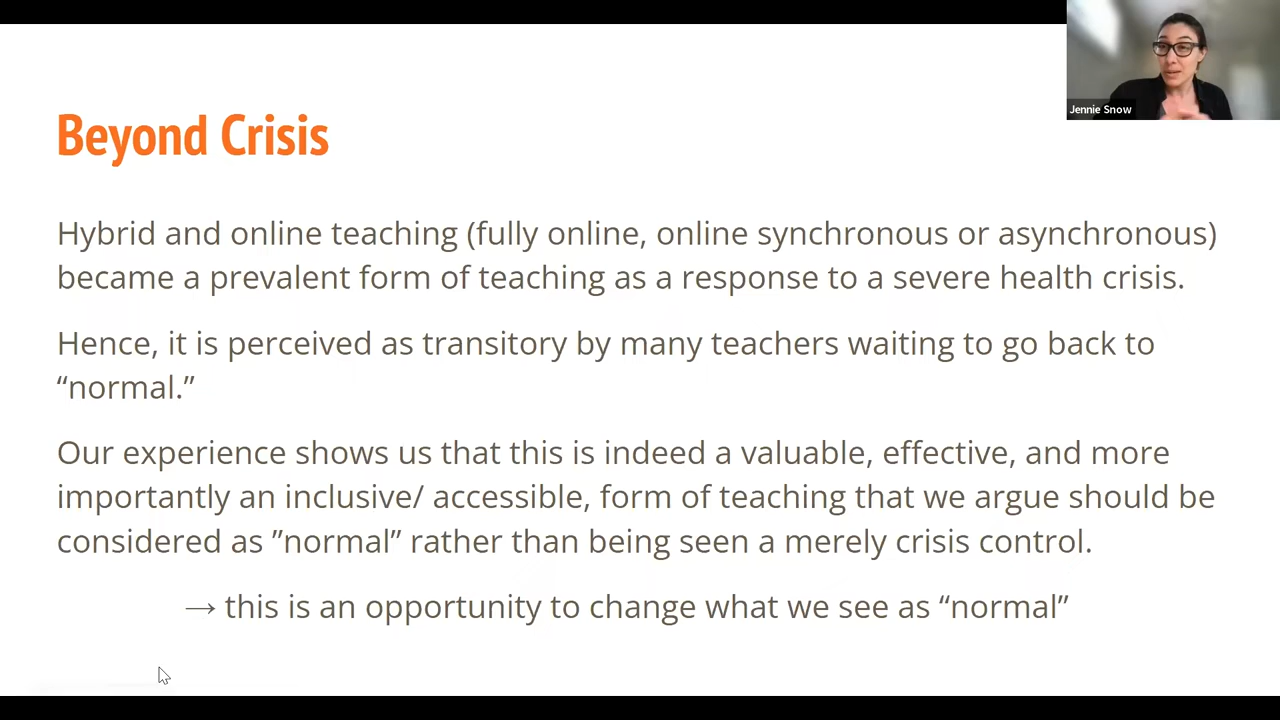 Jennie Snow
Beyond Crisis
Hybrid and online teaching (fully online, online synchronous or asynchronous)
became a prevalent form of teaching as a response to a severe health crisis.
Hence, it is perceived as transitory by many teachers waiting to go back to
“normal.”
Our experience shows us that this is indeed a valuable, effective, and more
importantly an inclusive/ accessible, form of teaching that we argue should be
considered as ”normal” rather than being seen a merely crisis control.
→ this is an opportunity to change what we see as “normal”